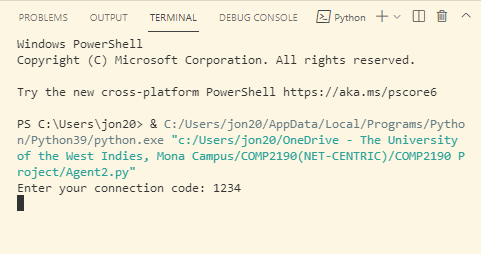 PROBLEMS OUTPUT TERMINAL DEBUG CONSOLE Python
Windows PowerShell
Copyright (C) Microsoft Corporation. All rights reserved.
Try the new cross-platform PowerShell https://aka.ms/pscore6
PS C:\Users\jon20> & C:/Users/jon20/AppData/Local/Programs/Pytho
n/Python39/python.exe "c:/Users/jon20/OneDrive - The University
of the West Indies, Mona Campus/COMP2190(NET-CENTRIC)/COMP2190 P
roject/Agent2.py"
Enter your connection code: 1234